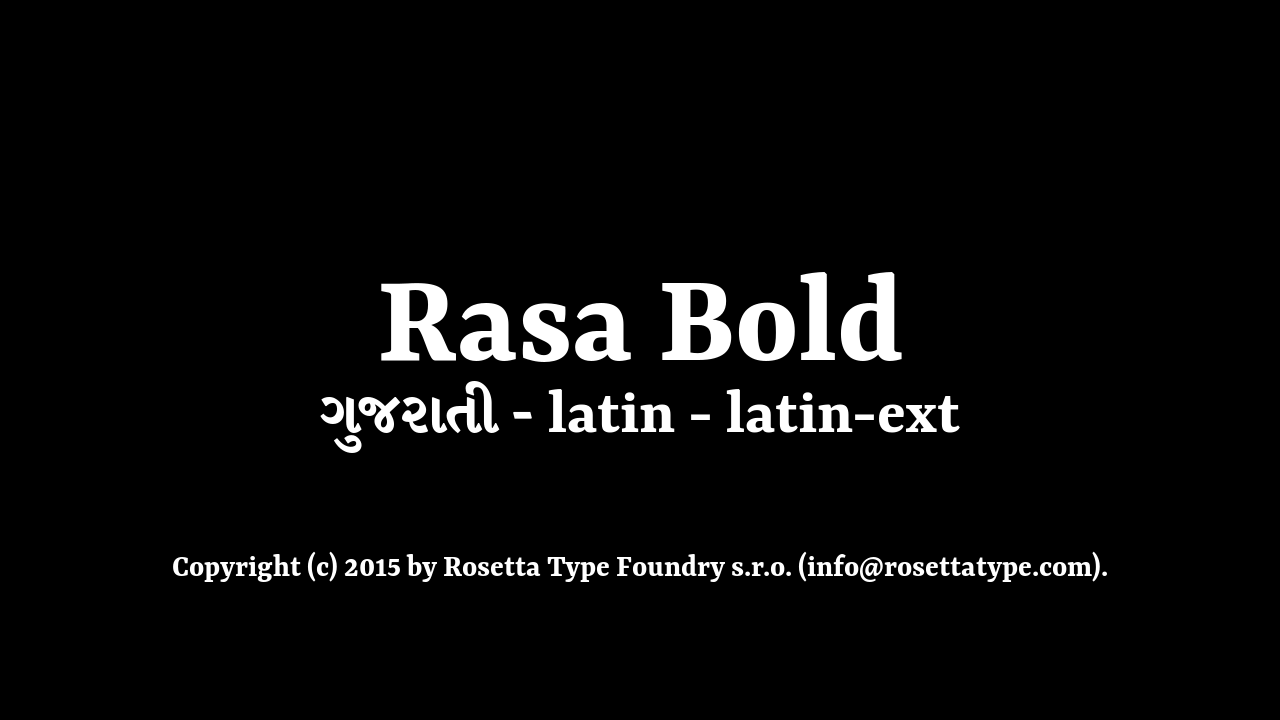 Rasa Bold
ગુજરાતી - latin - latin-ext
Copyright (c) 2015 by Rosetta Type Foundry s.r.o. (info@rosettatype.com).